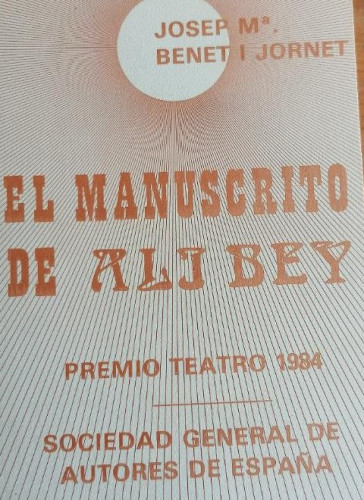 JOSEP Mª.
BENET I JORNET
EL MANUSCRITO
DE ALI BEY
PREMIO TEATRO 1984
SOCIEDAD GENERAL DE
AUTORES DE ESPAÑA